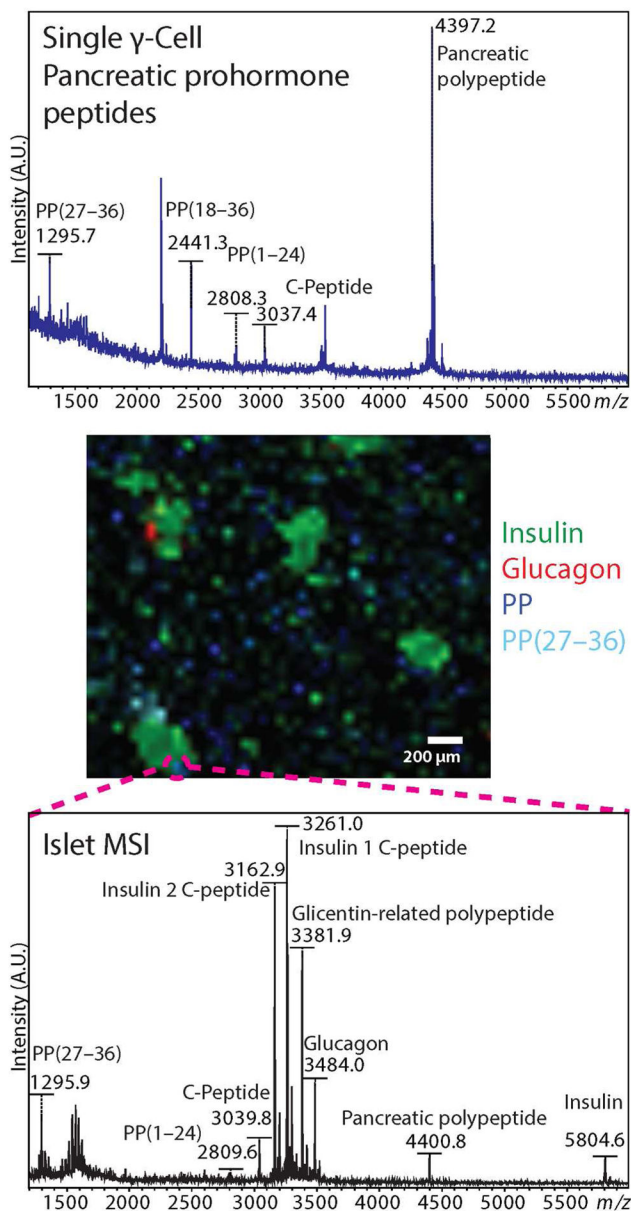 Single γ-Cell
Pancreatic prohormone
peptides
4397.2
Pancreatic
polypeptide
Intensity (A.U.)
PP(27–36)
1295.7
PP(18–36)
2441.3
PP(1–24)
2808.3
C-Peptide
3037.4
1500 2000 2500 3000 3500 4000 4500 5000 5500 m/z
Insulin
Glucagon
PP
PP(27–36)
200 µm
Islet MSI
3261.0
Insulin 1 C-peptide
3162.9
Insulin 2 C-peptide
Glicentin-related polypeptide
3381.9
Intensity (A.U.)
PP(27–36)
1295.9
Glucagon
3484.0
C-Peptide
3039.8
PP(1–24)
2809.6
Pancreatic polypeptide
4400.8
Insulin
5804.6
1500 2000 2500 3000 3500 4000 4500 5000 5500 m/z